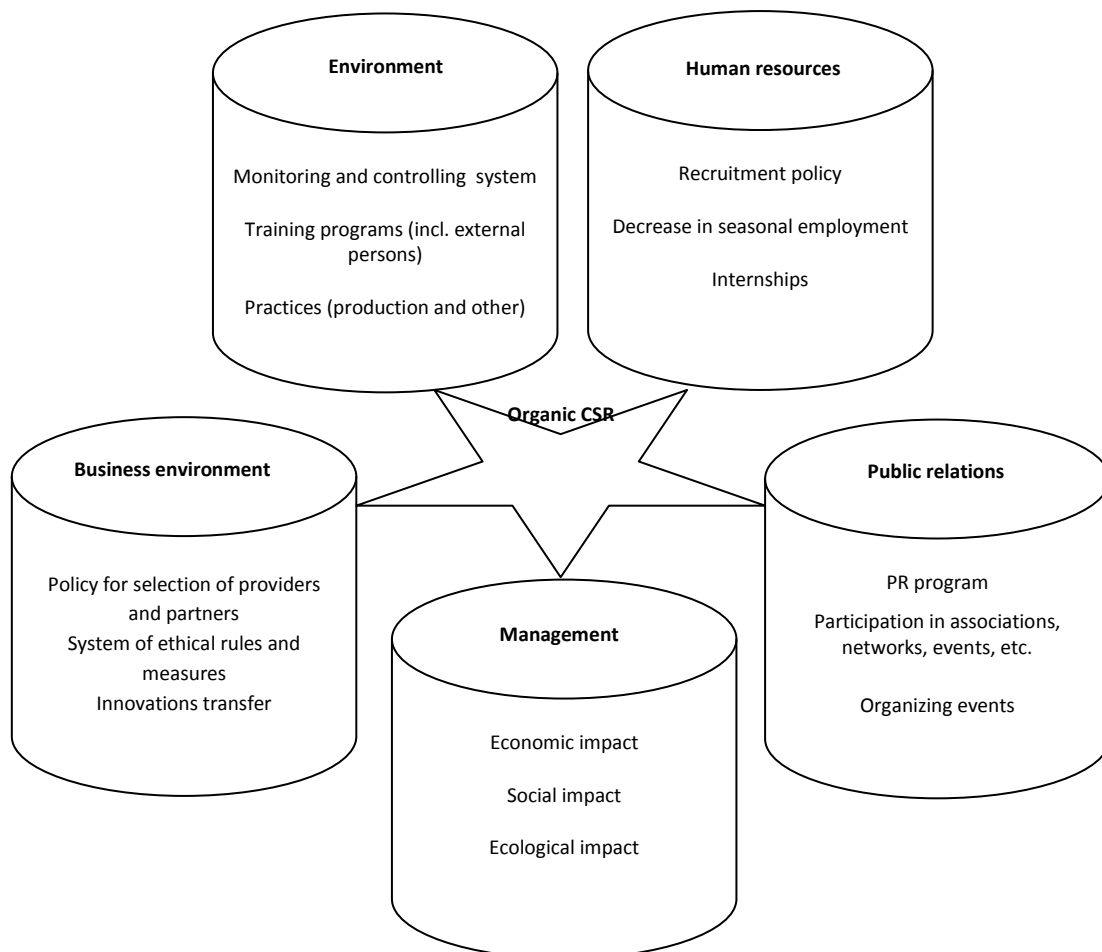 Environment
Monitoring and controlling system
Training programs (incl. external
persons)
Practices (production and other)
Human resources
Recruitment policy
Decrease in seasonal employment
Internships
Organic CSR
Business environment
Policy for selection of providers
and partners
System of ethical rules and
measures
Innovations transfer
Management
Economic impact
Social impact
Ecological impact
Public relations
PR program
Participation in associations,
networks, events, etc.
Organizing events